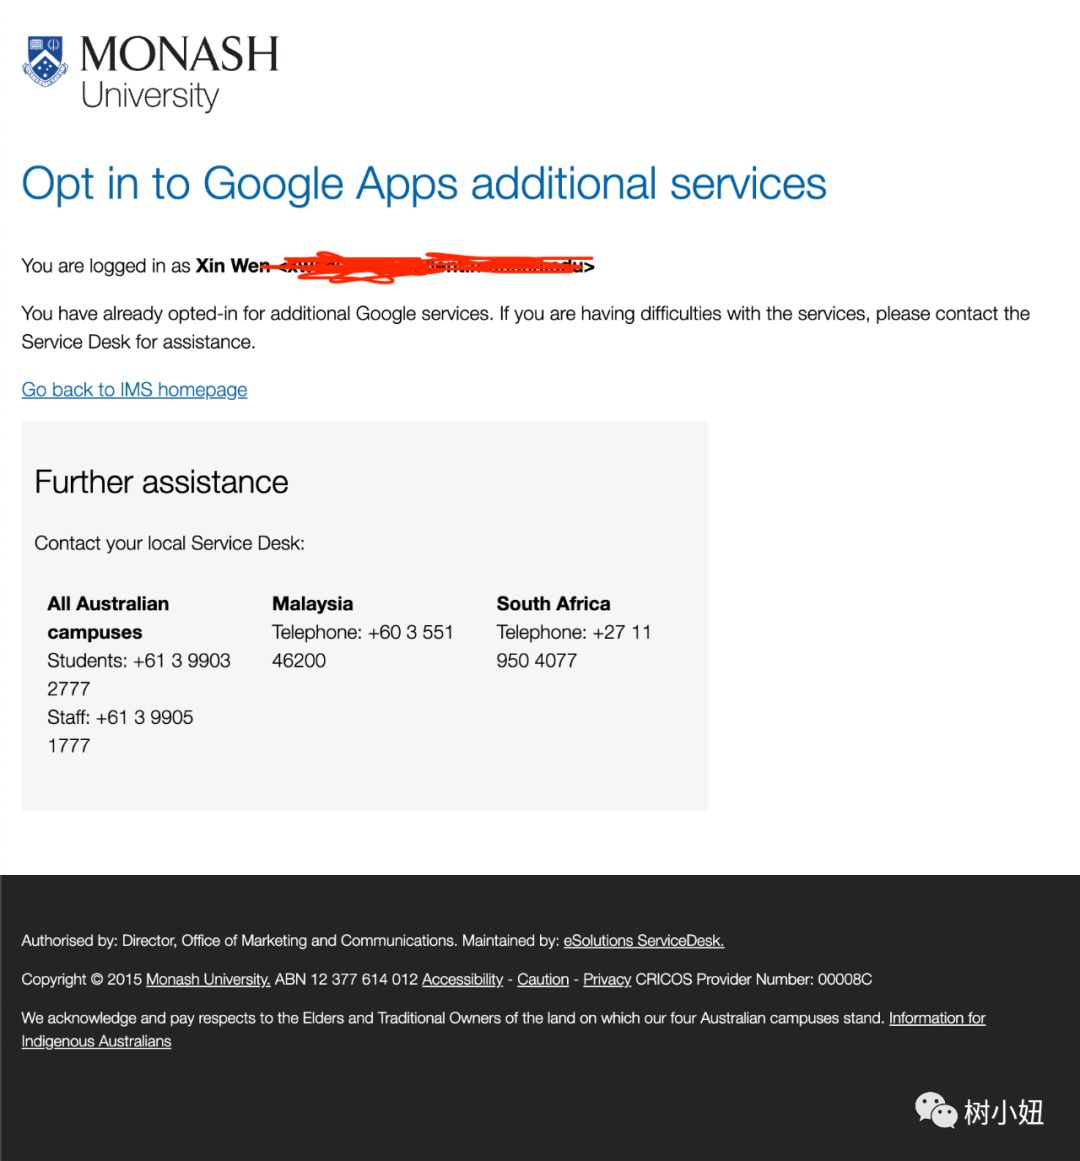 MONASH
University
Opt in to Google Apps additional services
You are logged in as Xin Wen
You have already opted-in for additional Google services. If you are having difficulties with the services, please contact the
Service Desk for assistance.
Go back to IMS homepage
Further assistance
Contact your local Service Desk:
All Australian
campuses
Students: +61 3 9903
2777
Staff: +61 3 9905
1777
Malaysia
Telephone: +60 3 551
46200
South Africa
Telephone: +27 11
950 4077
Authorised by: Director, Office of Marketing and Communications. Maintained by: eSolutions ServiceDesk.
Copyright © 2015 Monash University. ABN 12 377 614 012 Accessibility - Caution - Privacy CRICOS Provider Number: 00008C
We acknowledge and pay respects to the Elders and Traditional Owners of the land on which our four Australian campuses stand. Information for
Indigenous Australians
树小妞